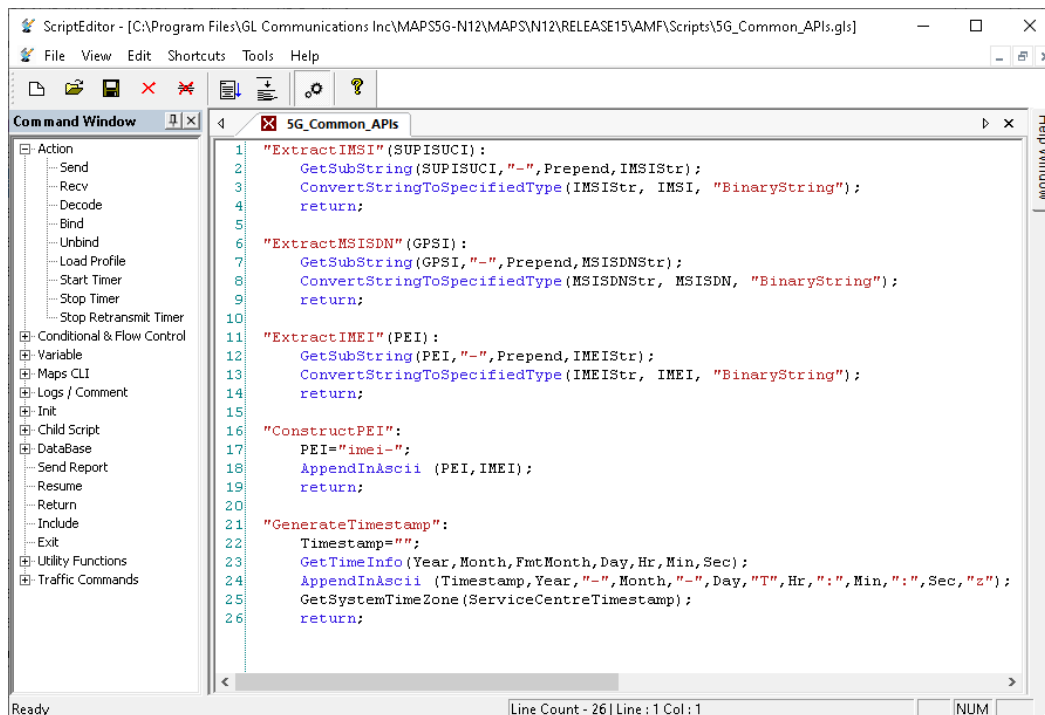 ScriptEditor - [C:\Program Files\GL Communications Inc\MAPS5G-N12\MAPS\N12\RELEASE15\AMF\Scripts\5G_Common_APIs.gls]
File View Edit Shortcuts Tools Help
Command Window
Action
Send
Recv
Decode
Bind
Unbind
Load Profile
Start Timer
Stop Timer
Stop Retransmit Timer
Conditional & Flow Control
Variable
Maps CLI
Logs / Comment
Init
Child Script
DataBase
Send Report
Resume
Return
Include
Exit
Utility Functions
Traffic Commands
5G_Common_APIs
1 "ExtractIMSI"(SUPISUCI):
2 GetSubString(SUPISUCI,"-",Prepend,IMSIStr);
3 ConvertStringToSpecifiedType(IMSIStr, IMSI, "BinaryString");
4 return;
5
6 "ExtractMSISDN"(GPSI):
7 GetSubString(GPSI,"-",Prepend,MSISDNStr);
8 ConvertStringToSpecifiedType(MSISDNStr, MSISDN, "BinaryString");
9 return;
10
11 "ExtractIMEI"(PEI):
12 GetSubString(PEI,"-",Prepend,IMEIStr);
13 ConvertStringToSpecifiedType(IMEIStr, IMEI, "BinaryString");
14 return;
15
16 "ConstructPEI":
17 PEI="imei-";
18 AppendInAscii (PEI,IMEI);
19 return;
20
21 "GenerateTimestamp":
22 Timestamp="";
23 GetTimeInfo(Year,Month,FmtMonth,Day,Hr,Min,Sec);
24 AppendInAscii (Timestamp,Year,"-",Month,"-",Day,"T",Hr,":",Min,":",Sec,"z");
25 GetSystemTimeZone(ServiceCentreTimestamp);
26 return;
Help Window
Ready
Line Count - 26 | Line : 1 Col : 1
NUM